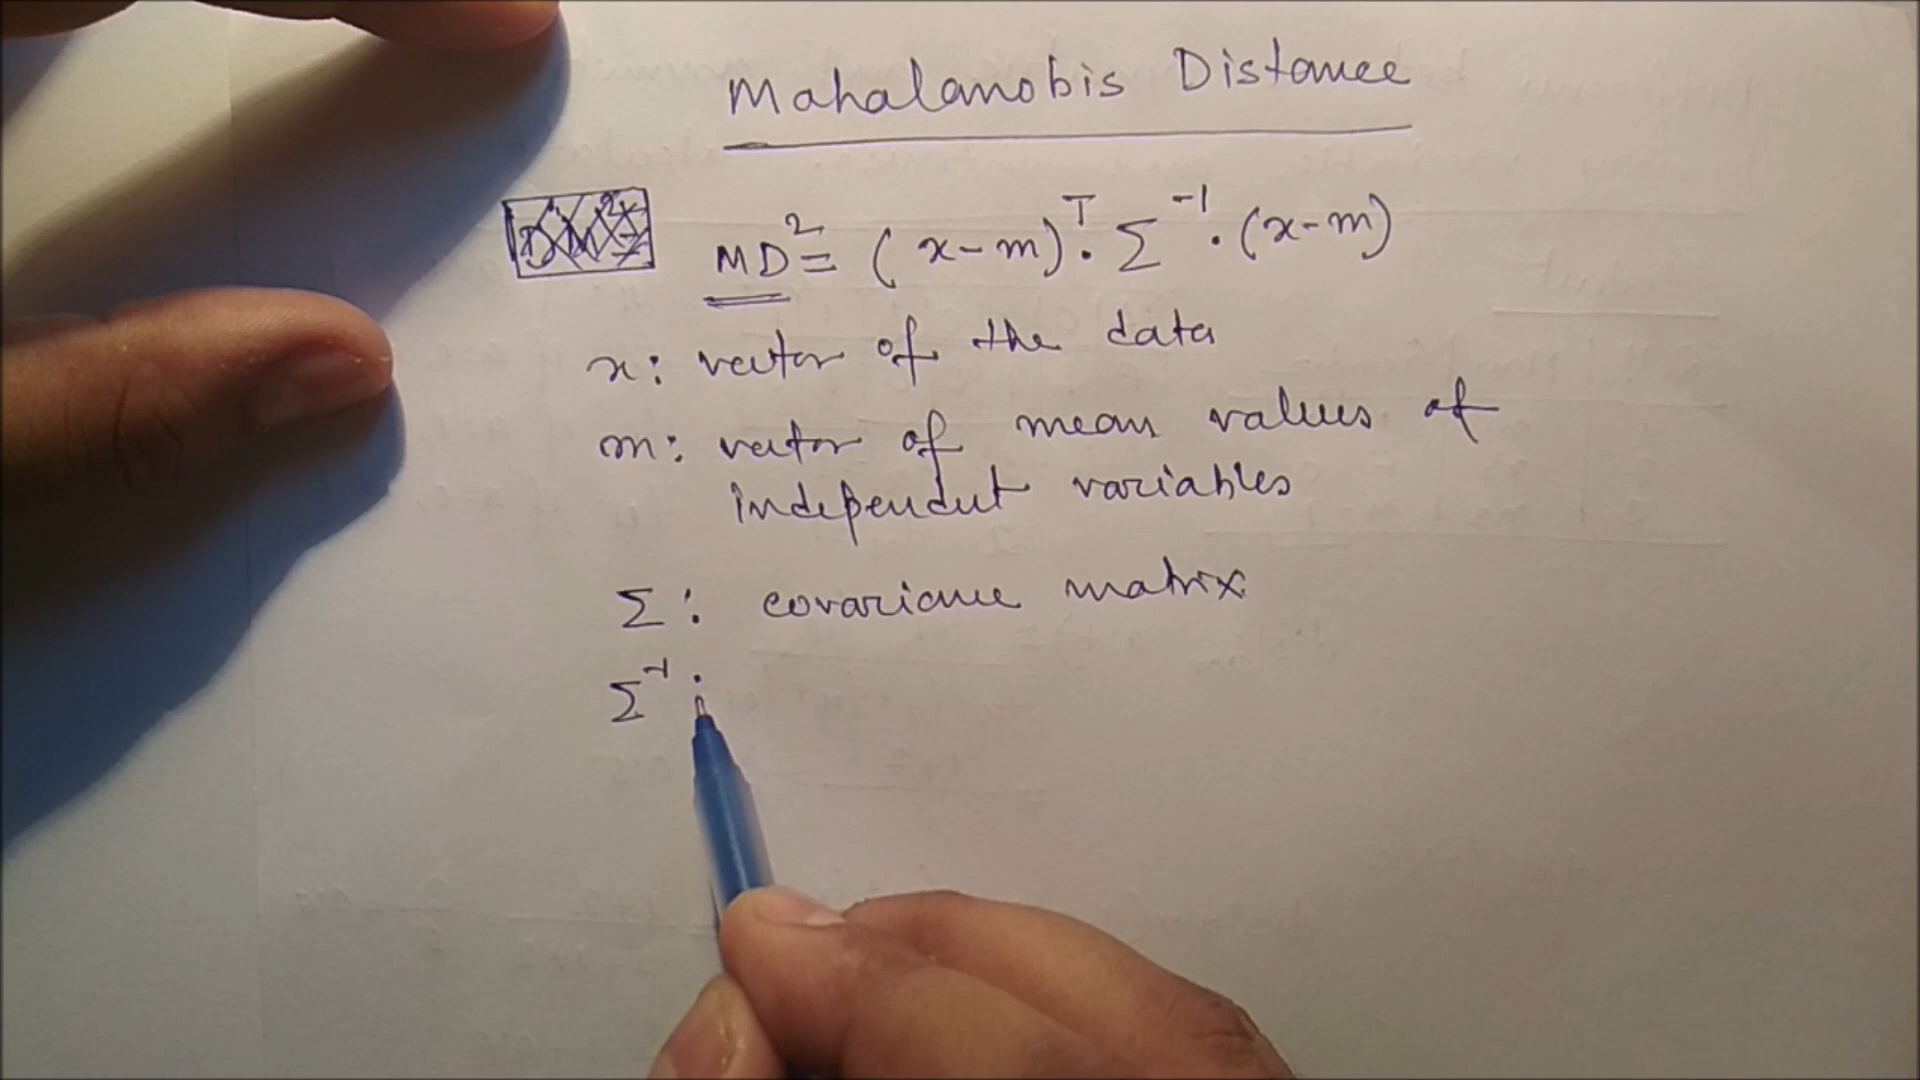 Mahalanobis Distance
MD² = (x-m)ᵀ. Σ⁻¹. (x-m)
x: vector of the data
m: vector of mean values of
independent variables
Σ: covariance matrix
Σ⁻¹: